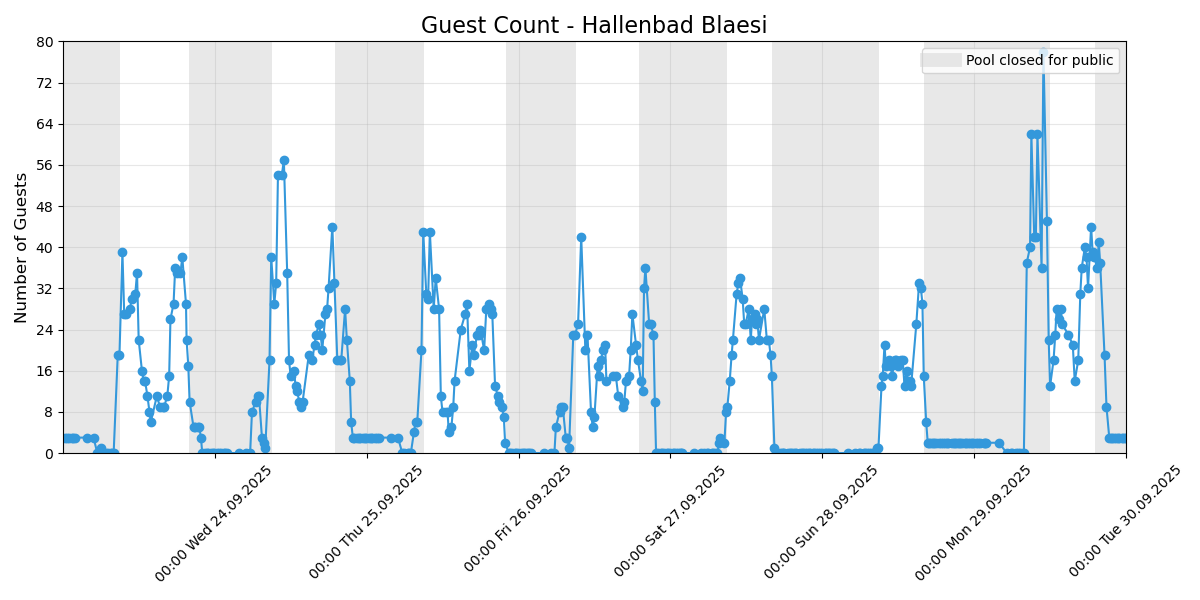 Guest Count - Hallenbad Blaesi
Pool closed for public
Number of Guests
80
72
64
56
48
40
32
24
16
8
0
00:00 Wed 24.09.2025
00:00 Thu 25.09.2025
00:00 Fri 26.09.2025
00:00 Sat 27.09.2025
00:00 Sun 28.09.2025
00:00 Mon 29.09.2025
00:00 Tue 30.09.2025